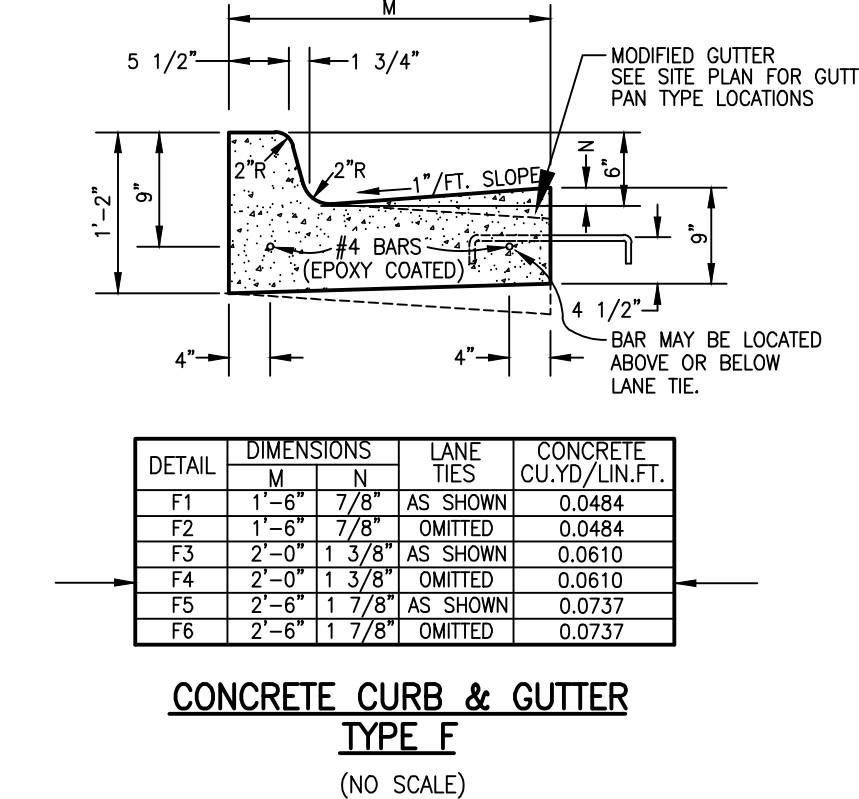 M
5 1/2"
1 3/4"
MODIFIED GUTTER
SEE SITE PLAN FOR GUTT
PAN TYPE LOCATIONS
2"R
2"R
1"/FT. SLOPE
N
6"
1'-2"
9"
9"
#4 BARS
(EPOXY COATED)
4 1/2"
4"
4"
BAR MAY BE LOCATED
ABOVE OR BELOW
LANE TIE.
DETAIL DIMENSIONS LANE TIES CONCRETE CU.YD/LIN.FT.
M N
F1 1'-6" 7/8" AS SHOWN 0.0484
F2 1'-6" 7/8" OMITTED 0.0484
F3 2'-0" 1 3/8" AS SHOWN 0.0610
F4 2'-0" 1 3/8" OMITTED 0.0610
F5 2'-6" 1 7/8" AS SHOWN 0.0737
F6 2'-6" 1 7/8" OMITTED 0.0737
CONCRETE CURB & GUTTER
TYPE F
(NO SCALE)